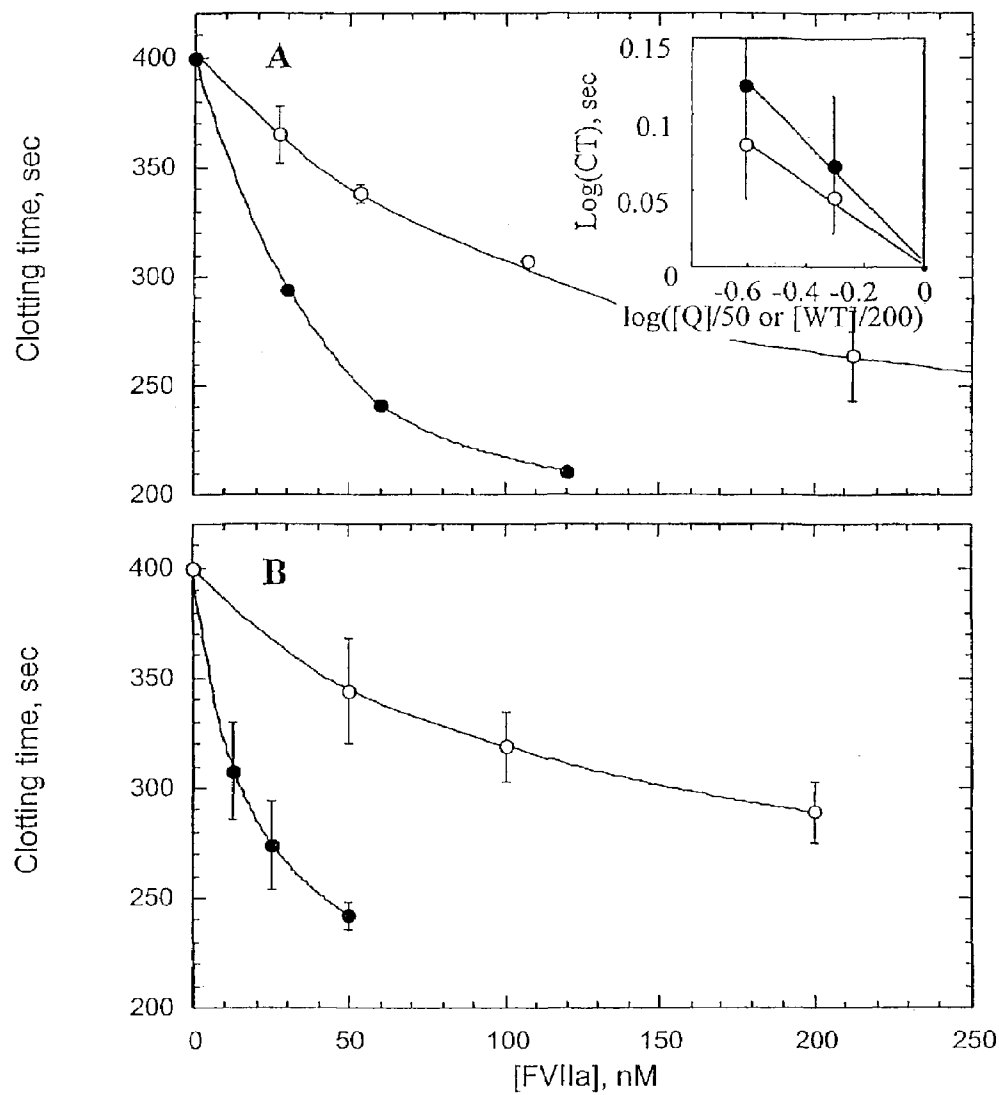 A
Clotting time, sec
400
350
300
250
200
Log(CT), sec
0.15
0.1
0.05
0
-0.6 -0.4 -0.2 0
log([Q]/50 or [WT]/200)
B
Clotting time, sec
400
350
300
250
200
0 50 100 150 200 250
[FVIIa], nM